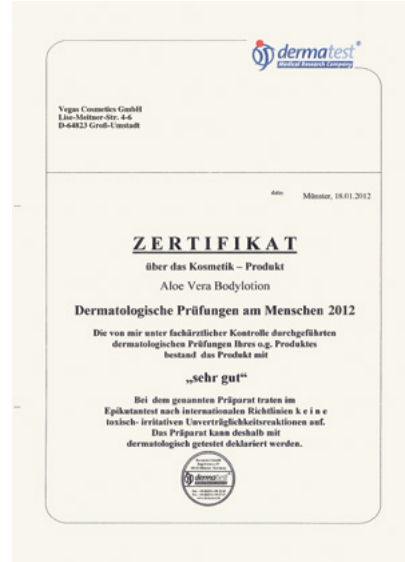 dermatest®
Medical Research Company
Vegas Cosmetics GmbH
Lise-Meitner-Str. 4-6
D-64823 Groß-Umstadt
date: Münster, 18.01.2012
ZERTIFIKAT
über das Kosmetik – Produkt
Aloe Vera Bodylotion
Dermatologische Prüfungen am Menschen 2012
Die von mir unter fachärztlicher Kontrolle durchgeführten
dermatologischen Prüfungen Ihres o.g. Produktes
bestand das Produkt mit
„sehr gut“
Bei dem genannten Präparat traten im
Epikutantest nach internationalen Richtlinien k e i n e
toxisch- irritativen Unverträglichkeitsreaktionen auf.
Das Präparat kann deshalb mit
dermatologisch getestet deklariert werden.
dermatest